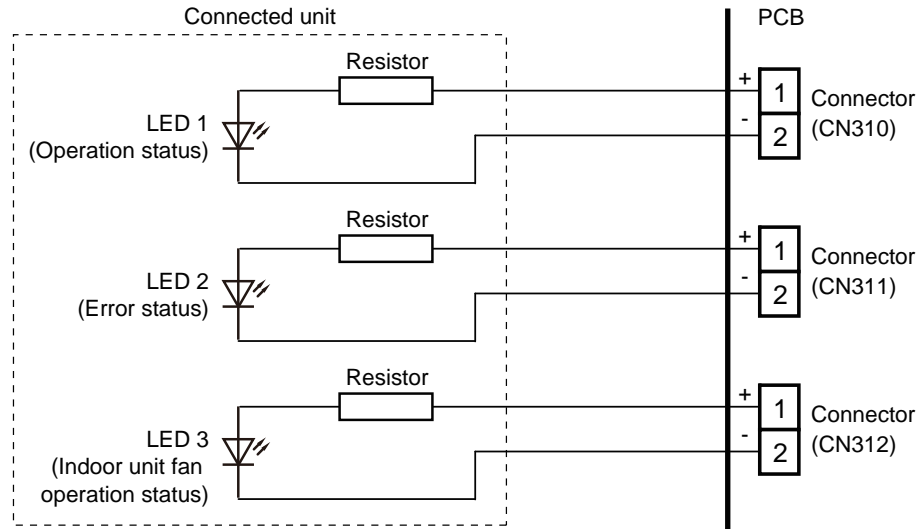 Connected unit
PCB
Resistor
LED 1
(Operation status)
+
-
1
2
Connector
(CN310)
Resistor
LED 2
(Error status)
+
-
1
2
Connector
(CN311)
Resistor
LED 3
(Indoor unit fan
operation status)
+
-
1
2
Connector
(CN312)